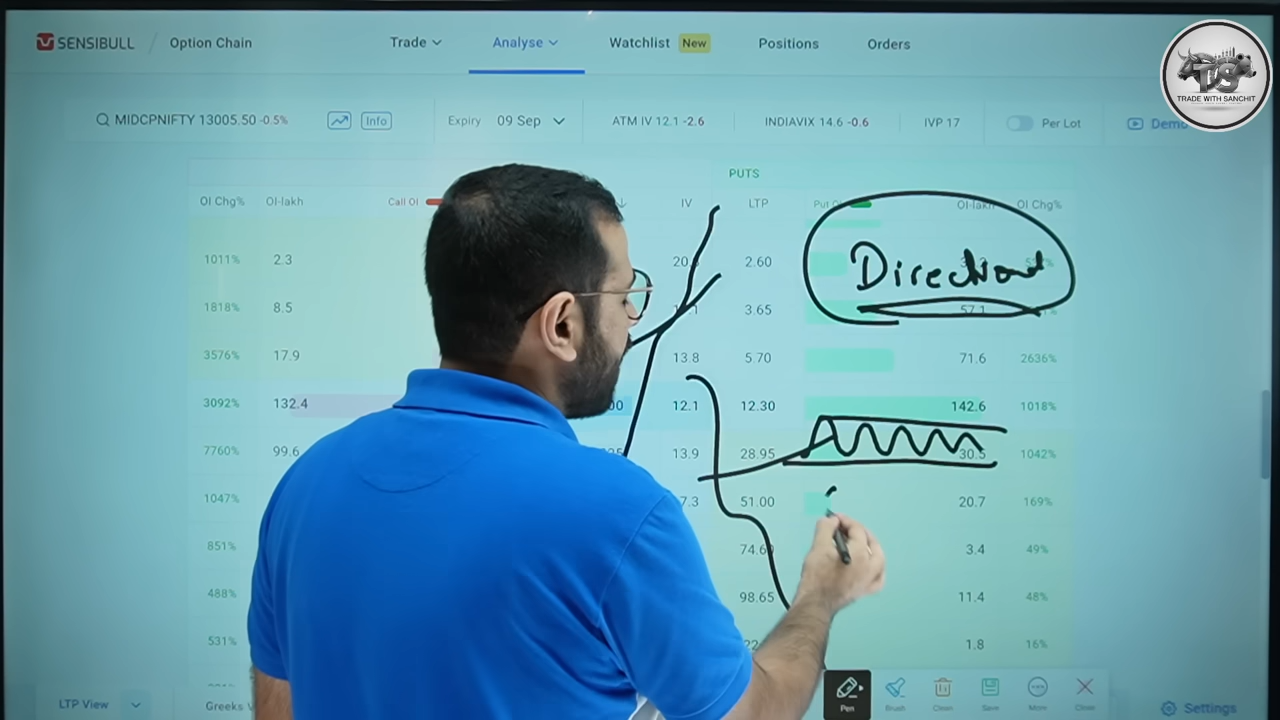 SENSIBULL / Option Chain Trade Analyse Watchlist New Positions Orders
TRADE WITH SANCHIT
MIDCPNIFTY 13005.50 -0.5% Info Expiry 09 Sep ATM IV 12.1 -2.6 INDIAVIX 14.6 -0.6 IVP 17 Per Lot Demo
PUTS
OI Chg% OI-lakh Call OI IV LTP Put OI OI-lakh OI Chg%
1011% 2.3 2.60
Directional
1818% 8.5 3.65 57.1
3576% 17.9 13.8 5.70 71.6 2636%
3092% 132.4 12.1 12.30 142.6 1018%
7760% 99.6 13.9 28.95 30.5 1042%
1047% 51.00 20.7 169%
851% 74.60 3.4 49%
488% 98.65 11.4 48%
531% 1.8 16%
LTP View Greeks Pen Brush Clean Save More Close Settings